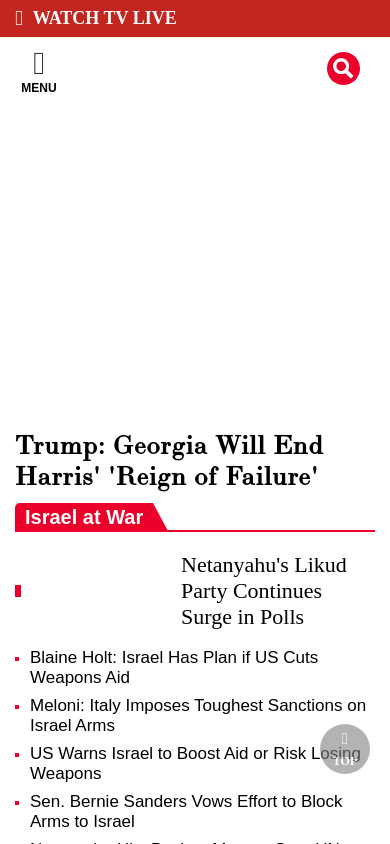 WATCH TV LIVE
MENU
Trump: Georgia Will End
Harris' 'Reign of Failure'
Israel at War
Netanyahu's Likud
Party Continues
Surge in Polls
Blaine Holt: Israel Has Plan if US Cuts
Weapons Aid
Meloni: Italy Imposes Toughest Sanctions on
Israel Arms
US Warns Israel to Boost Aid or Risk Losing
Weapons
TOP
Sen. Bernie Sanders Vows Effort to Block
Arms to Israel